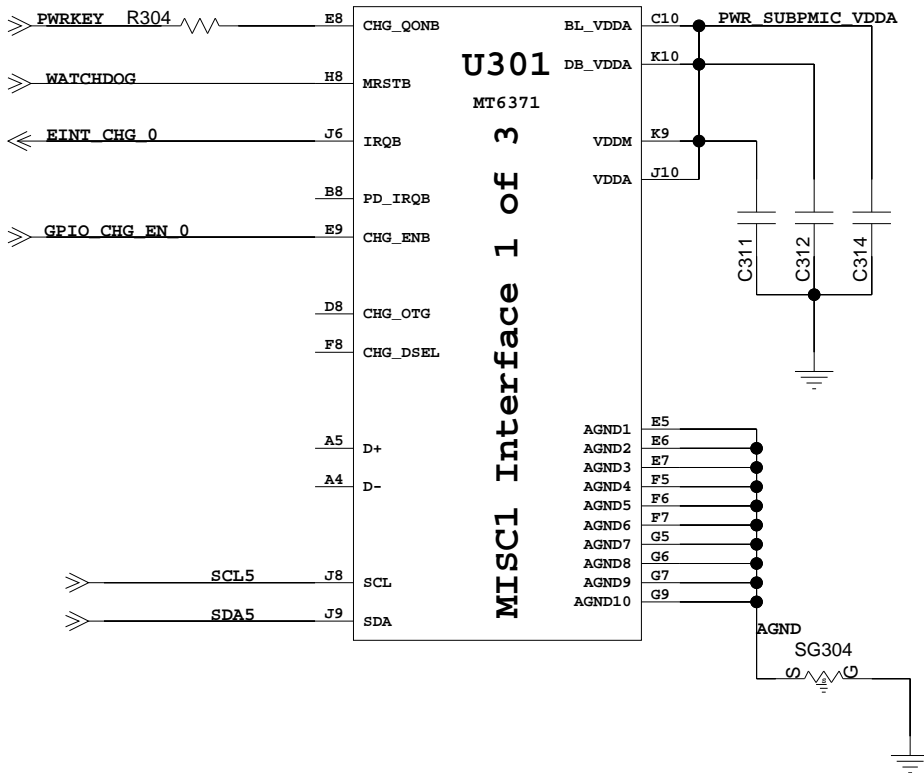 PWRKEY R304 E8 CHG_QONB
WATCHDOG H8 MRSTB
EINT_CHG_0 J6 IRQB
B8 PD_IRQB
GPIO_CHG_EN_0 E9 CHG_ENB
D8 CHG_OTG
F8 CHG_DSEL
A5 D+
A4 D-
SCL5 J8 SCL
SDA5 J9 SDA
U301
MT6371
MISC1 Interface 1 of 3
BL_VDDA C10 PWR_SUBPMIC_VDDA
DB_VDDA K10
VDDM K9
VDDA J10
C311
C312
C314
AGND1 E5
AGND2 E6
AGND3 E7
AGND4 F5
AGND5 F6
AGND6 F7
AGND7 G5
AGND8 G6
AGND9 G7
AGND10 G9
AGND
SG304
S G